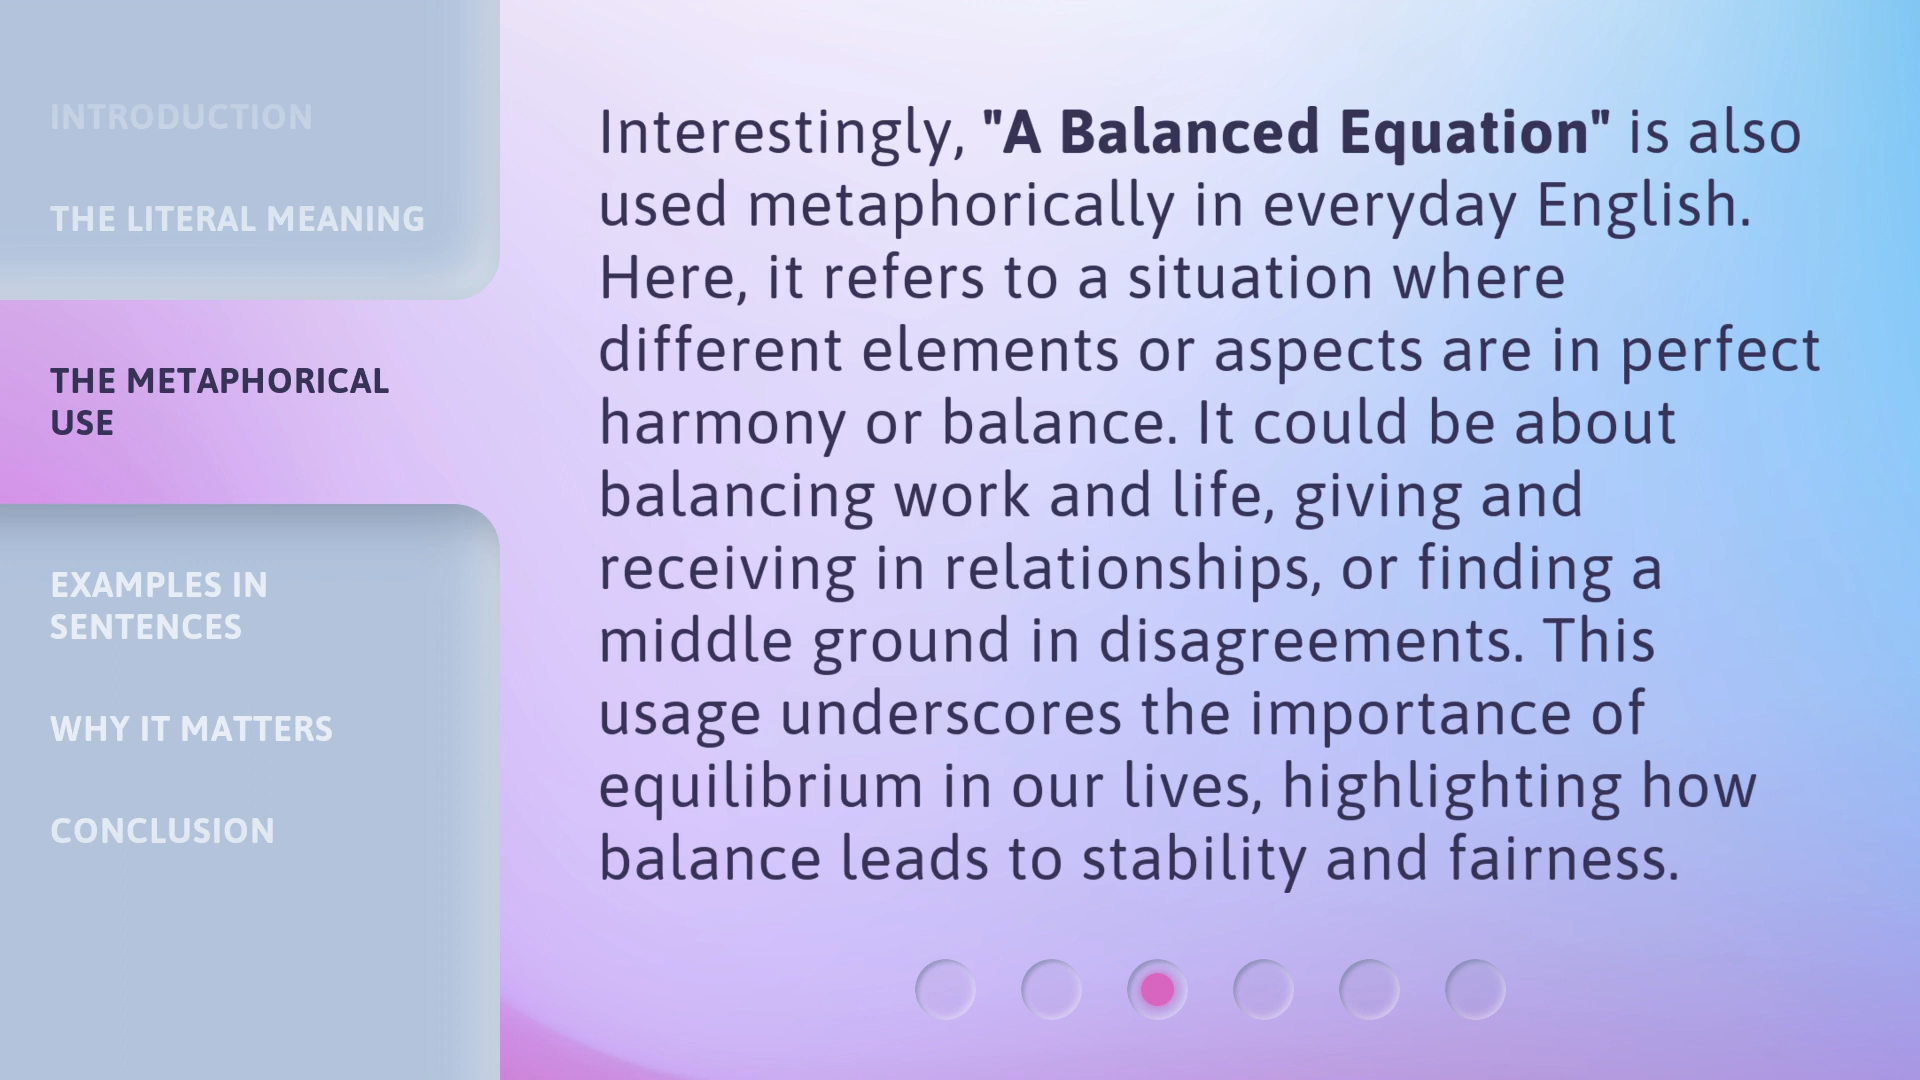 INTRODUCTION
THE LITERAL MEANING
THE METAPHORICAL
USE
EXAMPLES IN
SENTENCES
WHY IT MATTERS
CONCLUSION
Interestingly, "A Balanced Equation" is also
used metaphorically in everyday English.
Here, it refers to a situation where
different elements or aspects are in perfect
harmony or balance. It could be about
balancing work and life, giving and
receiving in relationships, or finding a
middle ground in disagreements. This
usage underscores the importance of
equilibrium in our lives, highlighting how
balance leads to stability and fairness.